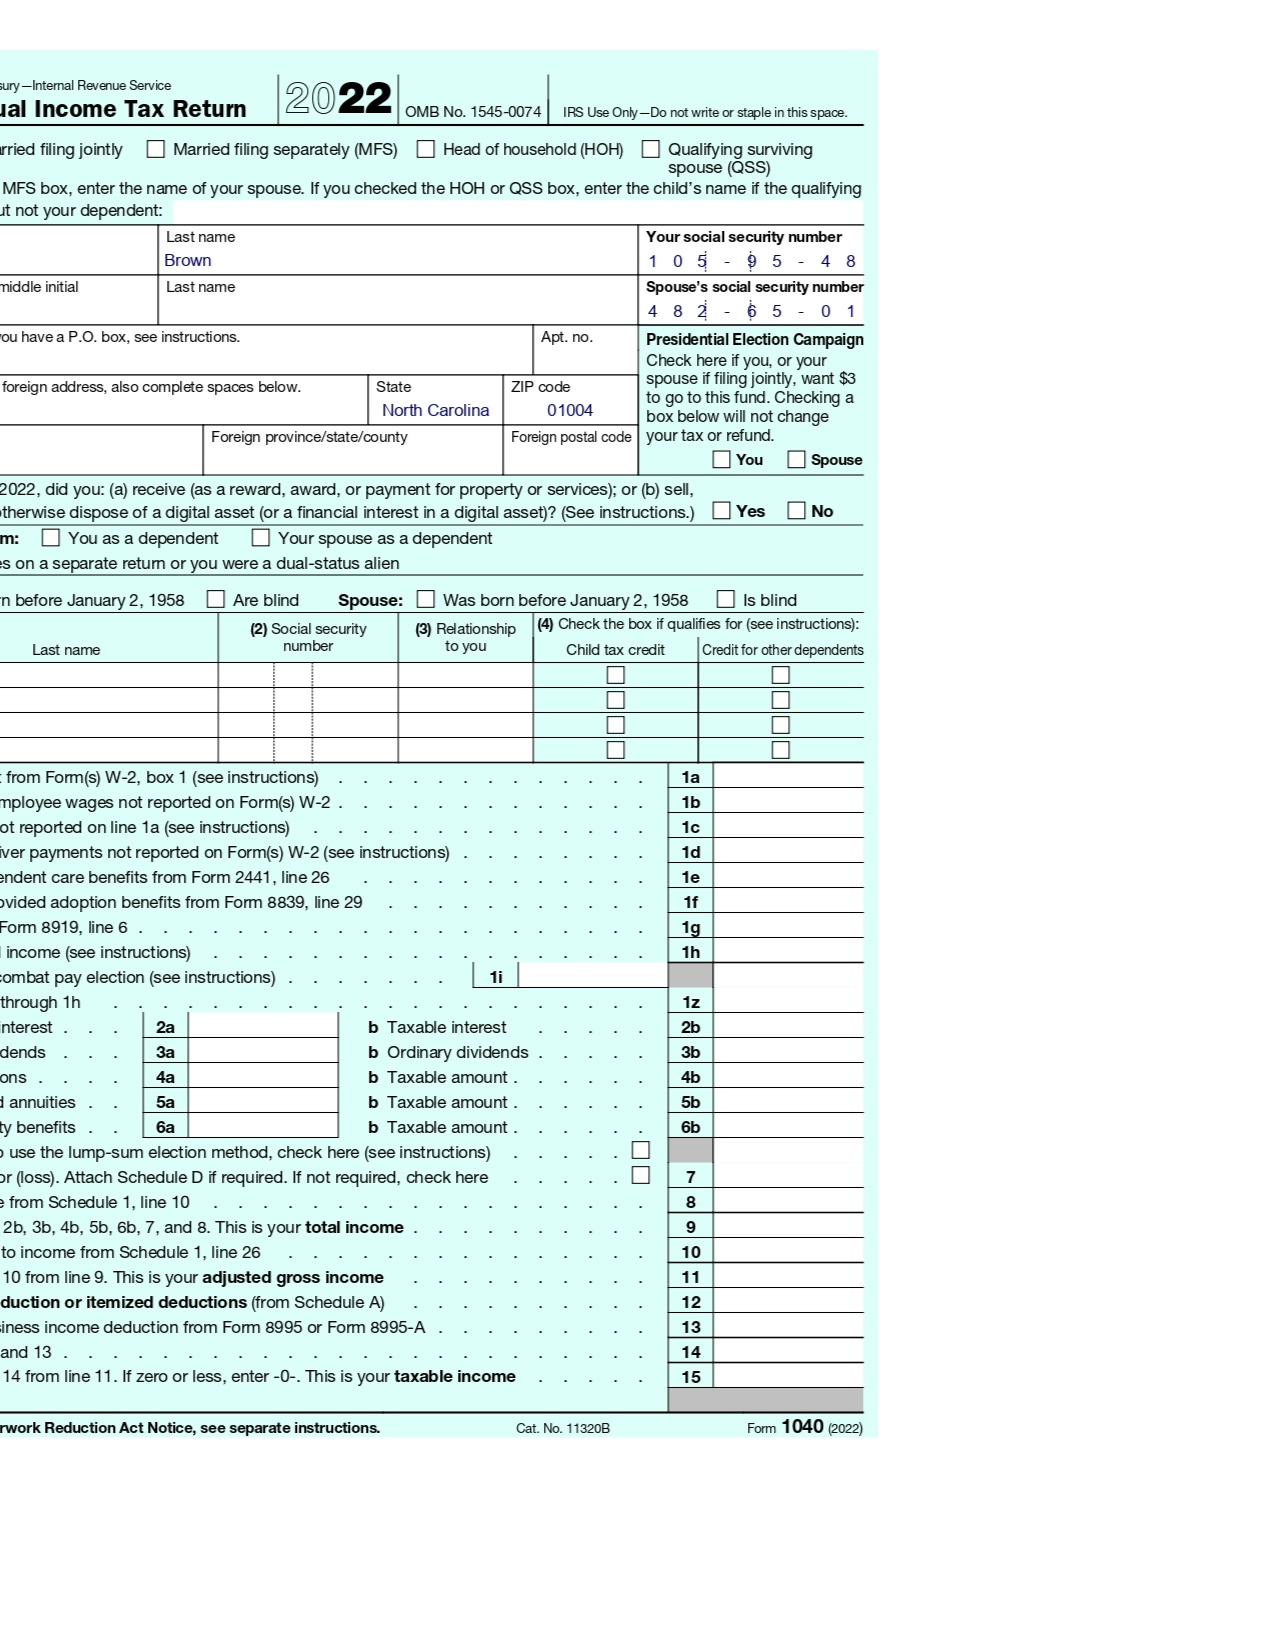 sury—Internal Revenue Service
ual Income Tax Return
2022
OMB No. 1545-0074
IRS Use Only—Do not write or staple in this space.
rried filing jointly
Married filing separately (MFS)
Head of household (HOH)
Qualifying surviving
spouse (QSS)
MFS box, enter the name of your spouse. If you checked the HOH or QSS box, enter the child's name if the qualifying
ut not your dependent:
Last name
Brown
Your social security number
1 0 5 - 9 5 - 4 8
middle initial
Last name
Spouse's social security number
4 8 2 - 6 5 - 0 1
you have a P.O. box, see instructions.
Apt. no.
foreign address, also complete spaces below.
State
North Carolina
ZIP code
01004
Foreign province/state/county
Foreign postal code
Presidential Election Campaign
Check here if you, or your
spouse if filing jointly, want $3
to go to this fund. Checking a
box below will not change
your tax or refund.
You Spouse
2022, did you: (a) receive (as a reward, award, or payment for property or services); or (b) sell,
otherwise dispose of a digital asset (or a financial interest in a digital asset)? (See instructions.)
Yes No
m: You as a dependent Your spouse as a dependent
es on a separate return or you were a dual-status alien
rn before January 2, 1958 Are blind Spouse: Was born before January 2, 1958 Is blind
Last name
(2) Social security
number
(3) Relationship
to you
(4) Check the box if qualifies for (see instructions):
Child tax credit
Credit for other dependents
t from Form(s) W-2, box 1 (see instructions) . . . . . . . . . . . . . 1a
mployee wages not reported on Form(s) W-2 . . . . . . . . . . . . . 1b
ot reported on line 1a (see instructions) . . . . . . . . . . . . . . 1c
iver payments not reported on Form(s) W-2 (see instructions) . . . . . . . . 1d
endent care benefits from Form 2441, line 26 . . . . . . . . . . . . 1e
ovided adoption benefits from Form 8839, line 29 . . . . . . . . . . . 1f
Form 8919, line 6 . . . . . . . . . . . . . . . . . . . . . 1g
d income (see instructions) . . . . . . . . . . . . . . . . . . 1h
combat pay election (see instructions) . . . . . . . 1i
through 1h . . . . . . . . . . . . . . . . . . . . . . 1z
interest . . . 2a b Taxable interest . . . . . 2b
dends . . . 3a b Ordinary dividends . . . . . 3b
ons . . . . 4a b Taxable amount . . . . . . 4b
d annuities . . 5a b Taxable amount . . . . . . 5b
ty benefits . . 6a b Taxable amount . . . . . . 6b
o use the lump-sum election method, check here (see instructions) . . . . .
or (loss). Attach Schedule D if required. If not required, check here . . . . . 7
e from Schedule 1, line 10 . . . . . . . . . . . . . . . . . . 8
2b, 3b, 4b, 5b, 6b, 7, and 8. This is your total income . . . . . . . . . . 9
to income from Schedule 1, line 26 . . . . . . . . . . . . . . . 10
10 from line 9. This is your adjusted gross income . . . . . . . . . . 11
duction or itemized deductions (from Schedule A) . . . . . . . . . . 12
siness income deduction from Form 8995 or Form 8995-A . . . . . . . . . 13
and 13 . . . . . . . . . . . . . . . . . . . . . . . . 14
14 from line 11. If zero or less, enter -0-. This is your taxable income . . . . . 15
rwork Reduction Act Notice, see separate instructions.
Cat. No. 11320B
Form 1040 (2022)